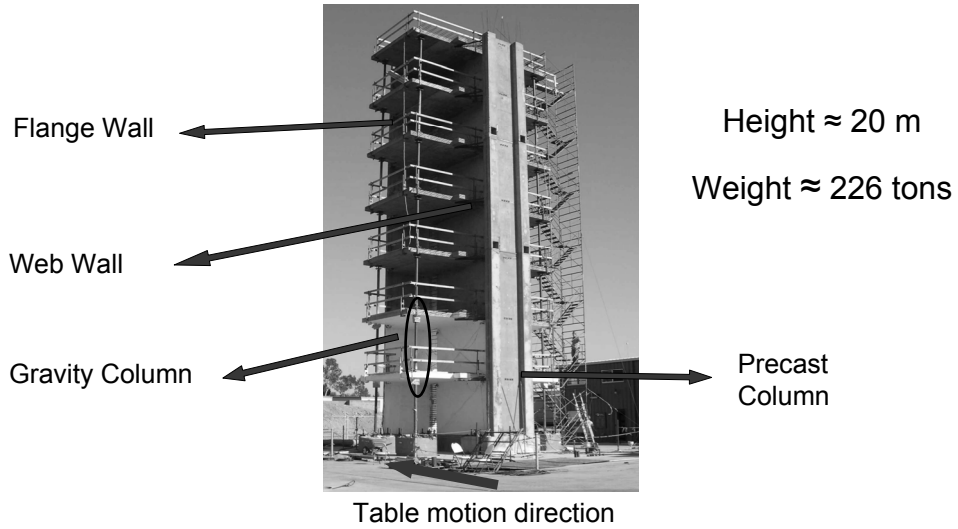 Flange Wall
Web Wall
Gravity Column
Height ≈ 20 m
Weight ≈ 226 tons
Precast
Column
Table motion direction